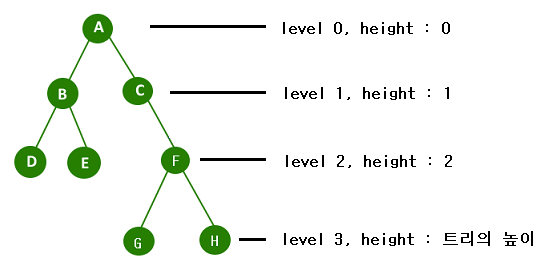 A level 0, height : 0
B C level 1, height : 1
D E F level 2, height : 2
G H level 3, height : 트리의 높이